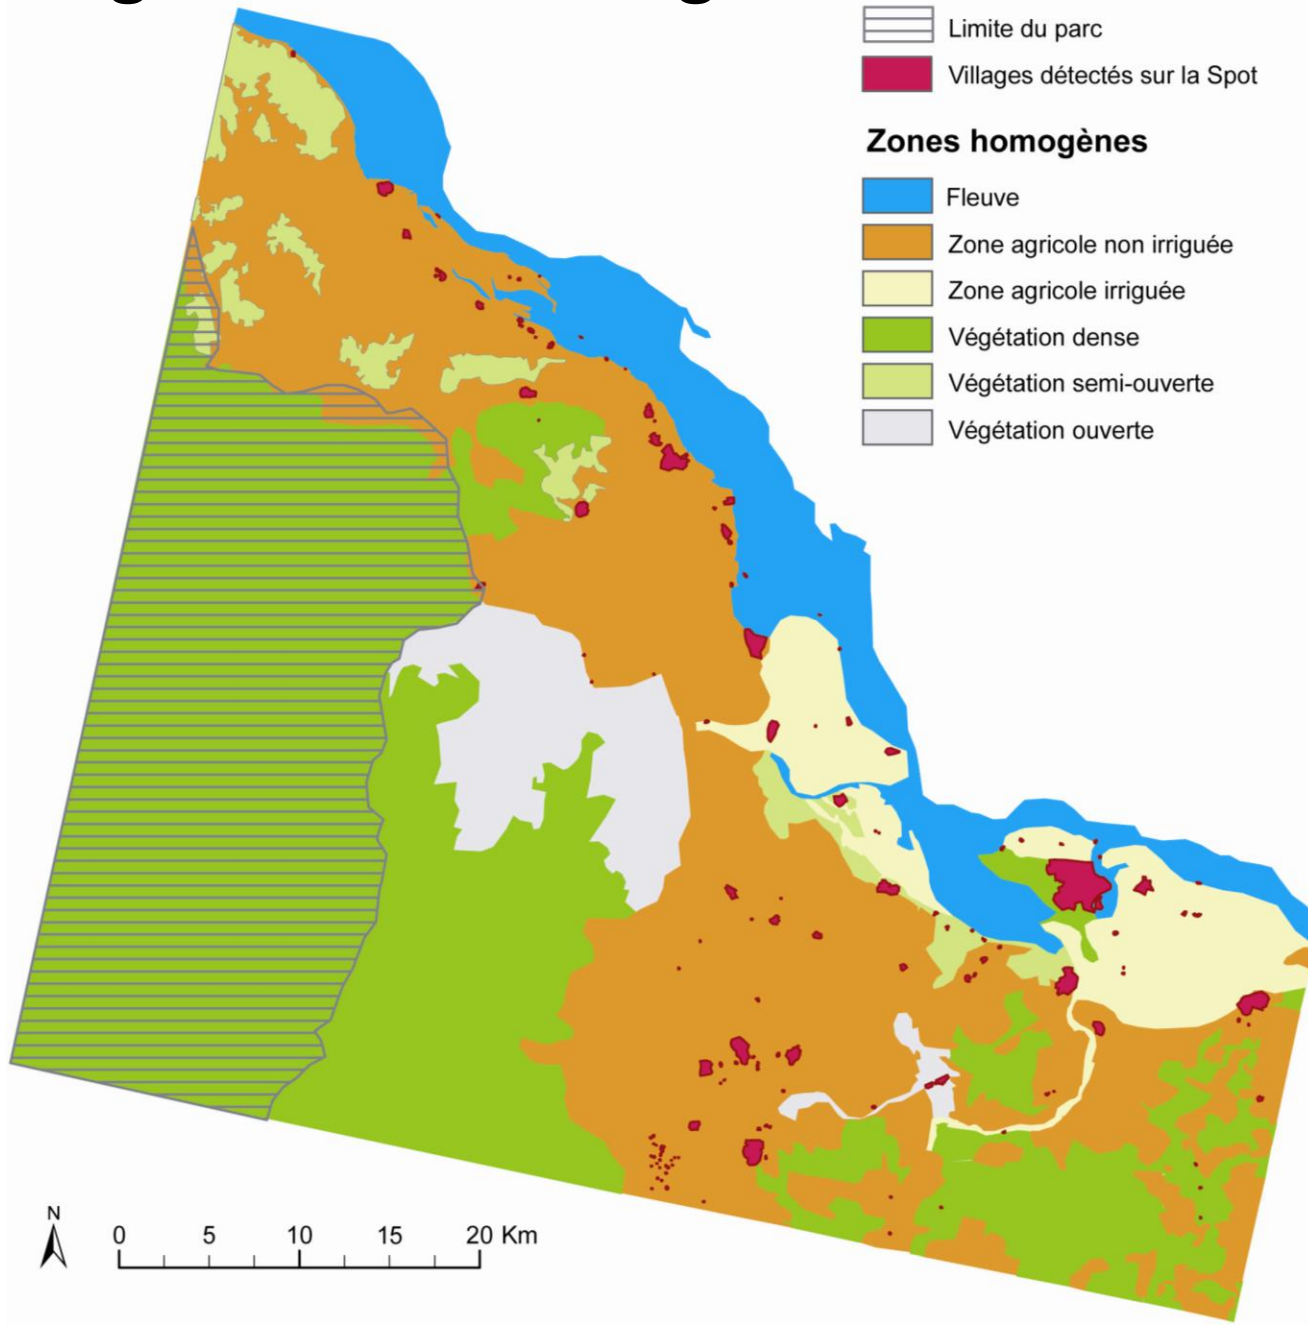 Limite du parc
Villages détectés sur la Spot
Zones homogènes
Fleuve
Zone agricole non irriguée
Zone agricole irriguée
Végétation dense
Végétation semi-ouverte
Végétation ouverte
N
0 5 10 15 20 Km